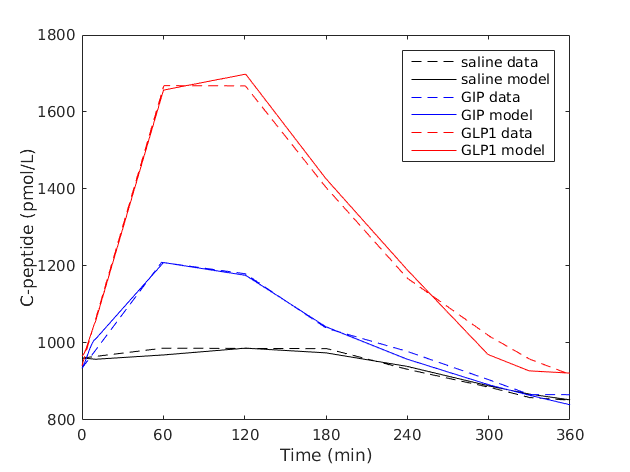 1800
1600
1400
1200
1000
800
C-peptide (pmol/L)
saline data
saline model
GIP data
GIP model
GLP1 data
GLP1 model
0 60 120 180 240 300 360
Time (min)